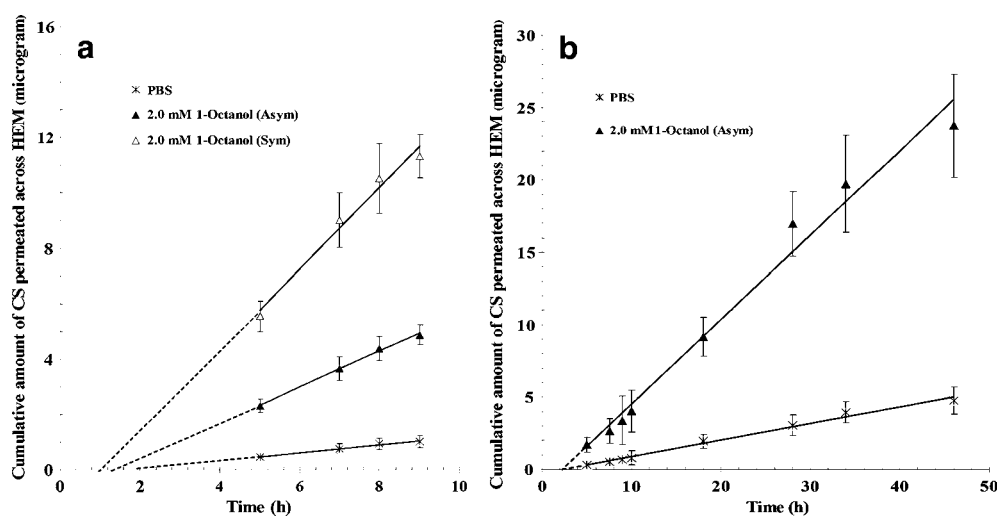 a
Cumulative amount of CS permeated across HEM (microgram)
16
12
8
4
0
PBS
2.0 mM 1-Octanol (Asym)
2.0 mM 1-Octanol (Sym)
0
2
4
6
8
10
Time (h)
b
Cumulative amount of CS permeated across HEM (microgram)
30
25
20
15
10
5
0
PBS
2.0 mM1-Octanol (Asym)
0
10
20
30
40
50
Time (h)